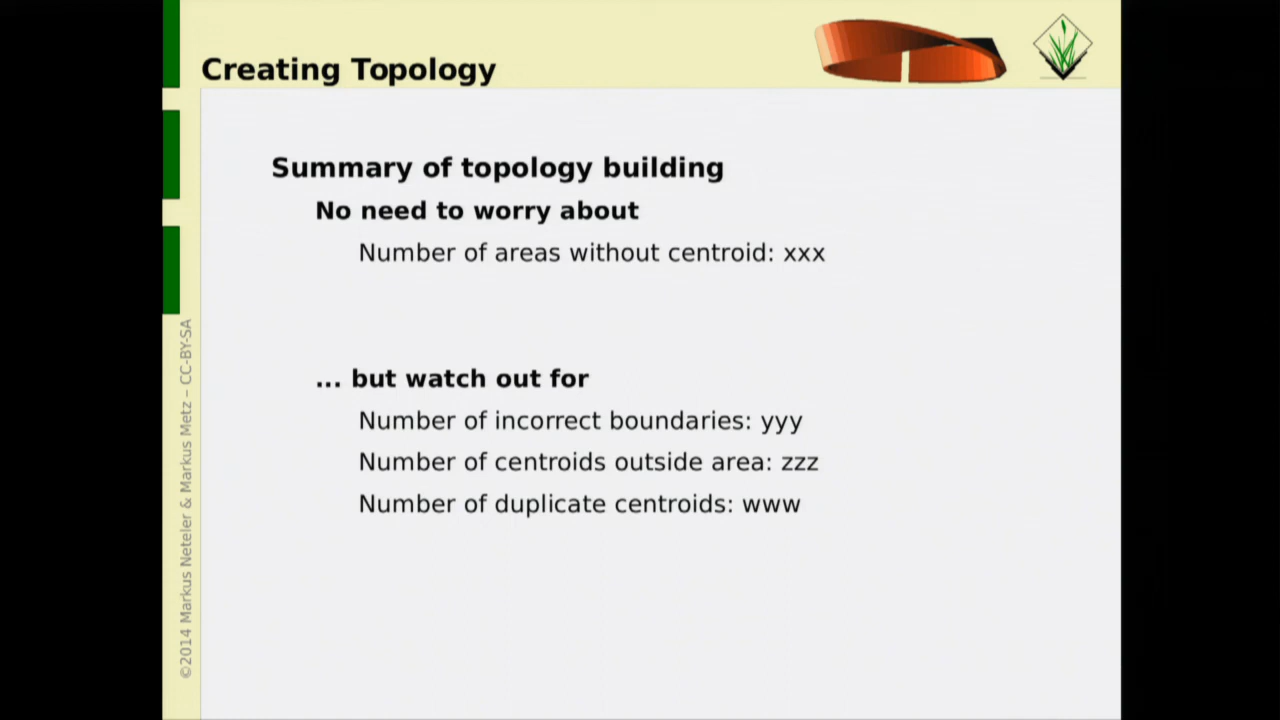 Creating Topology
Summary of topology building
No need to worry about
Number of areas without centroid: xxx
... but watch out for
Number of incorrect boundaries: yyy
Number of centroids outside area: zzz
Number of duplicate centroids: www
©2014 Markus Neteler & Markus Metz – CC-BY-SA